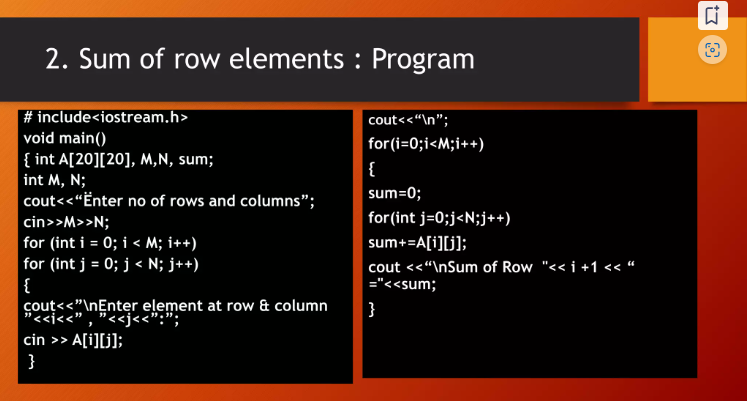 2. Sum of row elements : Program
# include<iostream.h>
void main()
{ int A[20][20], M,N, sum;
int M, N;
cout<<“Ënter no of rows and columns”;
cin>>M>>N;
for (int i = 0; i < M; i++)
for (int j = 0; j < N; j++)
{
cout<<”\nEnter element at row & column
”<<i<<” , ”<<j<<”:”;
cin >> A[i][j];
}
cout<<“\n”;
for(i=0;i<M;i++)
{
sum=0;
for(int j=0;j<N;j++)
sum+=A[i][j];
cout <<“\nSum of Row  "<< i +1 << “
="<<sum;
}